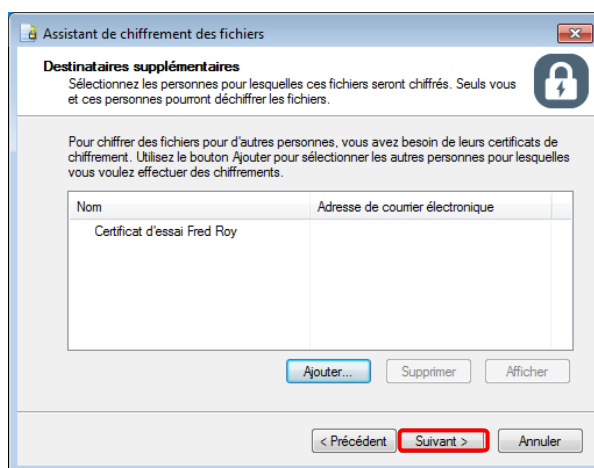 Assistant de chiffrement des fichiers
Destinataires supplémentaires
Sélectionnez les personnes pour lesquelles ces fichiers seront chiffrés. Seuls vous
et ces personnes pourront déchiffrer les fichiers.
Pour chiffrer des fichiers pour d'autres personnes, vous avez besoin de leurs certificats de
chiffrement. Utilisez le bouton Ajouter pour sélectionner les autres personnes pour lesquelles
vous voulez effectuer des chiffrements.
Nom Adresse de courrier électronique
Certificat d'essai Fred Roy
Ajouter... Supprimer Afficher
< Précédent Suivant > Annuler